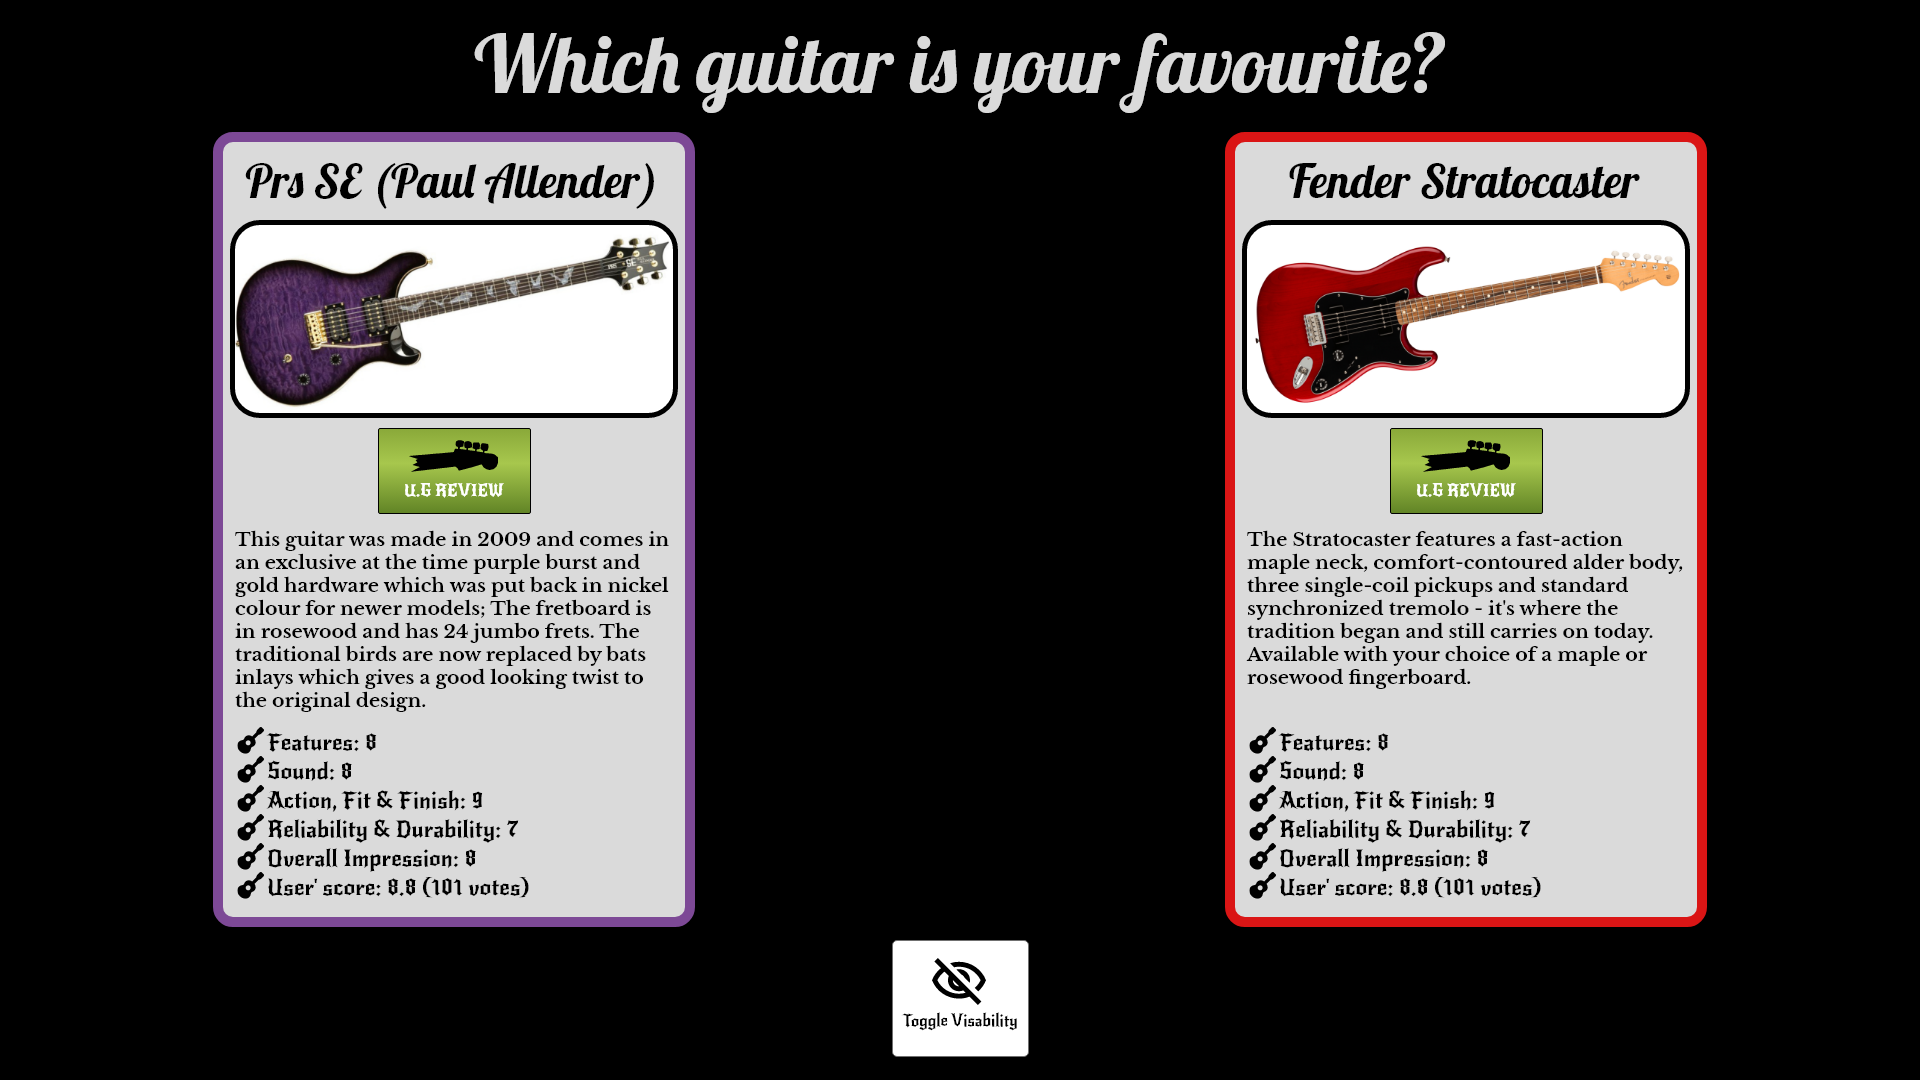 Which guitar is your favourite?
Prs SE (Paul Allender)
U.G REVIEW
This guitar was made in 2009 and comes in
an exclusive at the time purple burst and
gold hardware which was put back in nickel
colour for newer models; The fretboard is
in rosewood and has 24 jumbo frets. The
traditional birds are now replaced by bats
inlays which gives a good looking twist to
the original design.
Features: 8
Sound: 8
Action, Fit & Finish: 9
Reliability & Durability: 7
Overall Impression: 8
User' score: 8.8 (101 votes)
Fender Stratocaster
U.G REVIEW
The Stratocaster features a fast-action
maple neck, comfort-contoured alder body,
three single-coil pickups and standard
synchronized tremolo - it's where the
tradition began and still carries on today.
Available with your choice of a maple or
rosewood fingerboard.
Features: 8
Sound: 8
Action, Fit & Finish: 9
Reliability & Durability: 7
Overall Impression: 8
User' score: 8.8 (101 votes)
Toggle Visability